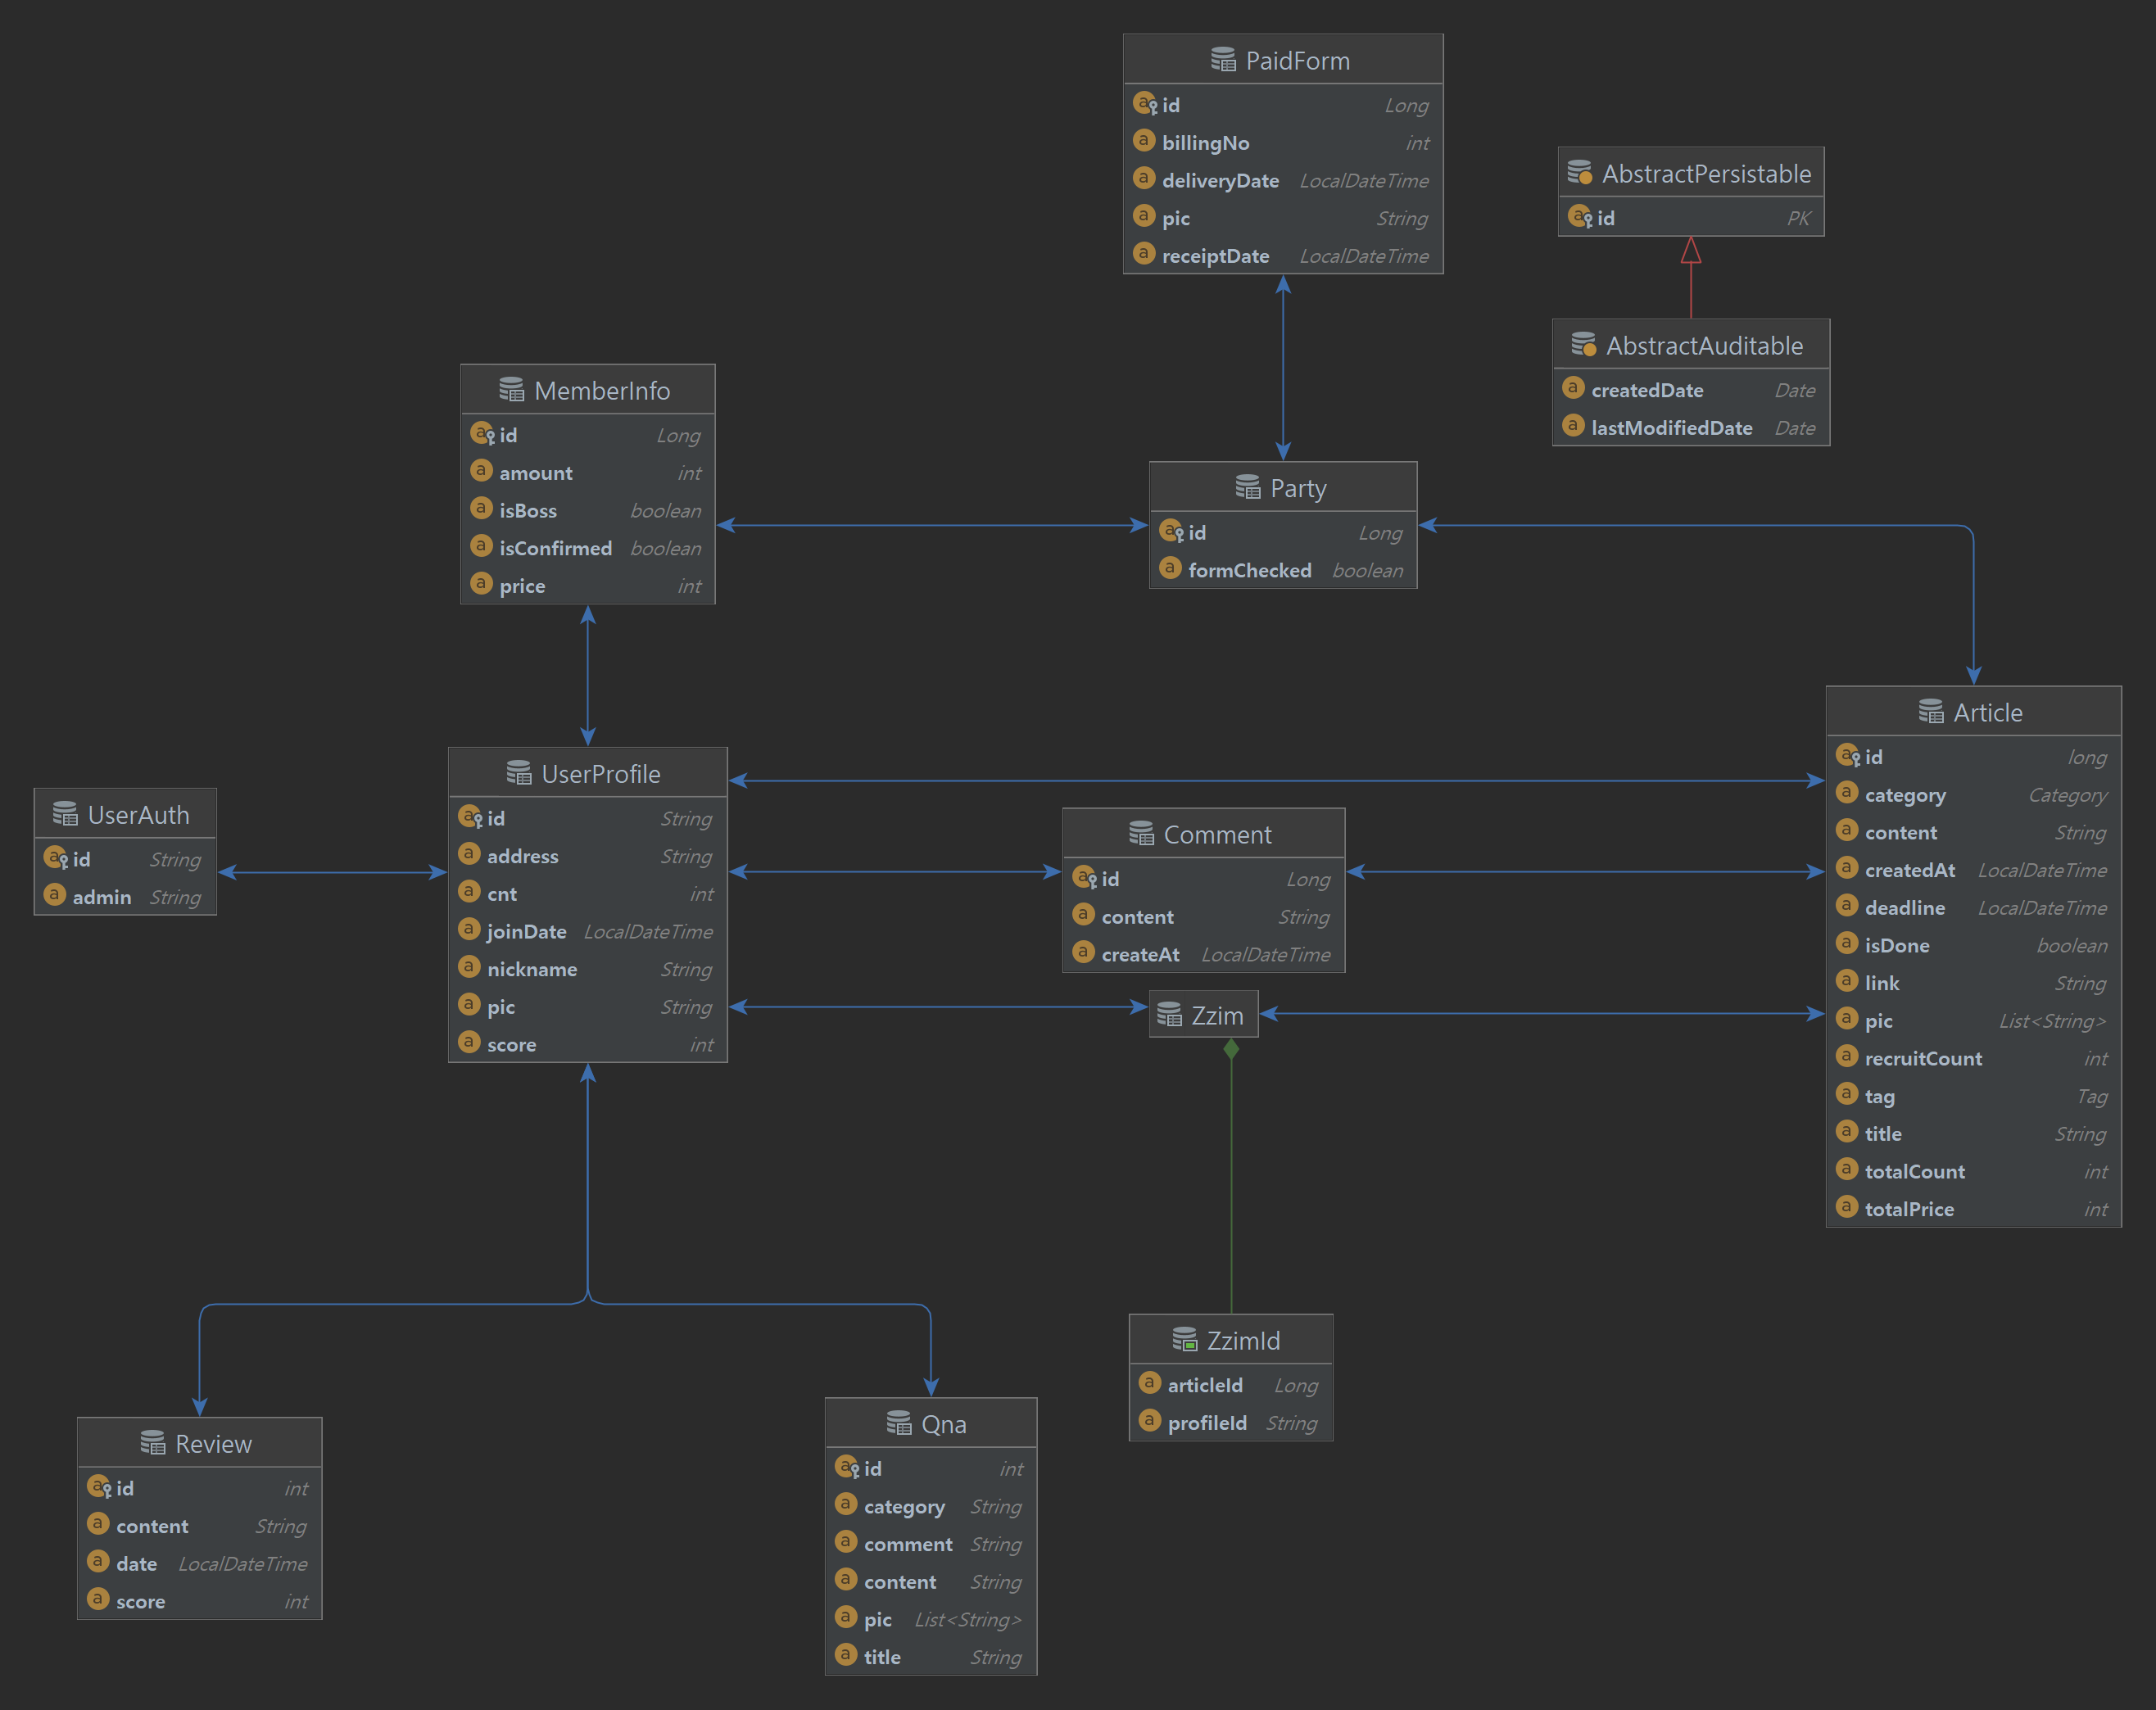 PaidForm
id Long
billingNo int
deliveryDate LocalDateTime
pic String
receiptDate LocalDateTime
AbstractPersistable
id PK
AbstractAuditable
createdDate Date
lastModifiedDate Date
MemberInfo
id Long
amount int
isBoss boolean
isConfirmed boolean
price int
Party
id Long
formChecked boolean
Article
id long
category Category
content String
createdAt LocalDateTime
deadline LocalDateTime
isDone boolean
link String
pic List<String>
recruitCount int
tag Tag
title String
totalCount int
totalPrice int
UserProfile
id String
address String
cnt int
joinDate LocalDateTime
nickname String
pic String
score int
UserAuth
id String
admin String
Comment
id Long
content String
createAt LocalDateTime
Zzim
ZzimId
articleId Long
profileId String
Review
id int
content String
date LocalDateTime
score int
Qna
id int
category String
comment String
content String
pic List<String>
title String